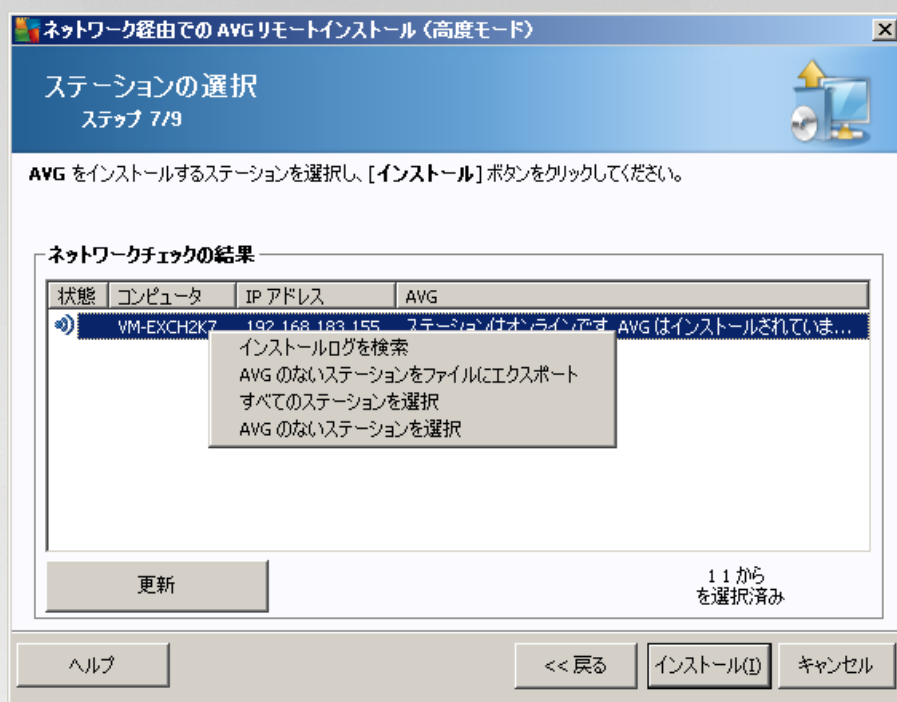 ネットワーク経由での AVG リモートインストール（高度モード）
ステーションの選択
ステップ 7/9
AVG をインストールするステーションを選択し、[インストール] ボタンをクリックしてください。
ネットワークチェックの結果
状態 コンピュータ IP アドレス AVG
VM-EXCH2K7 192.168.183.155 ステーションはオンラインです。AVG はインストールされていま...
インストールログを検索
AVG のないステーションをファイルにエクスポート
すべてのステーションを選択
AVG のないステーションを選択
更新
1 1 から
を選択済み
ヘルプ
<< 戻る
インストール(I)
キャンセル